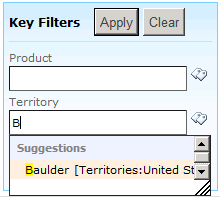 Key Filters Apply Clear
Product
Territory
B
Suggestions
Baulder [Territories:United St